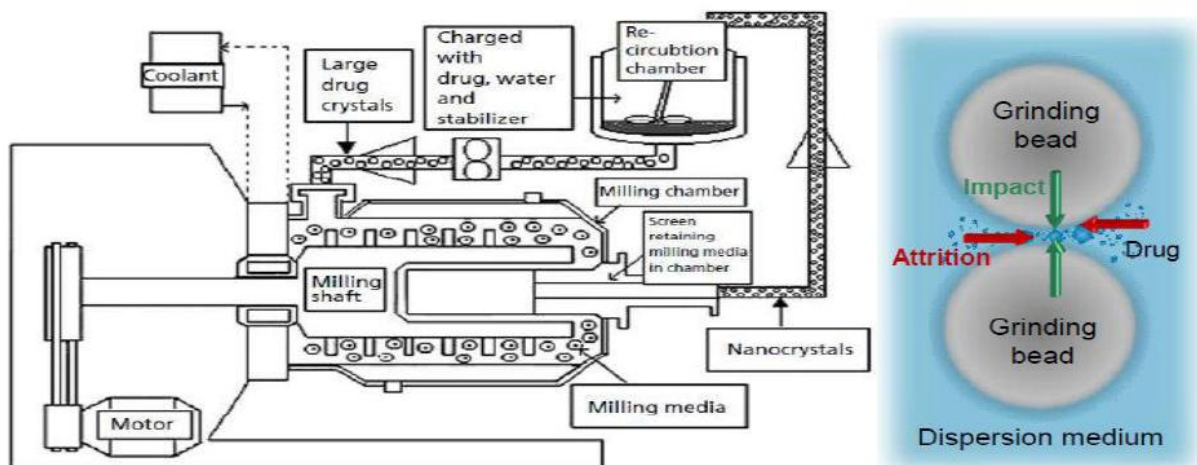 Coolant
Large
drug
crystals
Charged
with
drug, water
and
stabilizer
Re-
circubtion
chamber
Milling chamber
Screen
retaining
milling media
in chamber
Milling
shaft
Nanocrystals
Milling media
Motor
Grinding
bead
Impact
Attrition
Drug
Grinding
bead
Dispersion medium